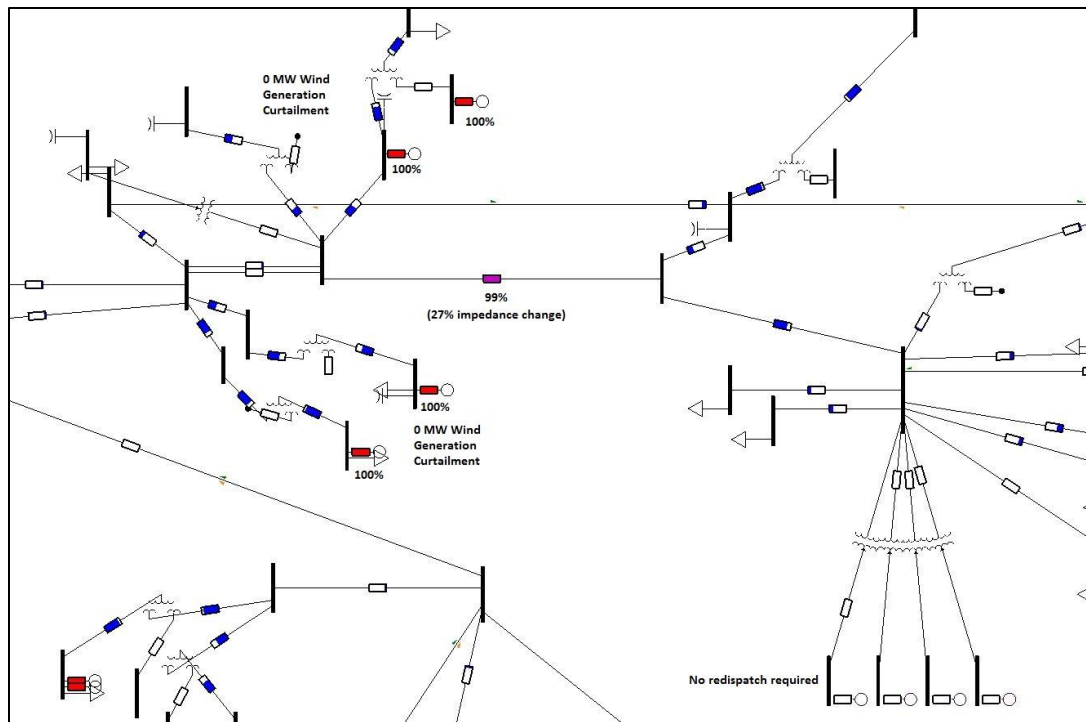 0 MW Wind
Generation
Curtailment
100%
100%
99%
(27% impedance change)
100%
0 MW Wind
Generation
Curtailment
100%
No redispatch required